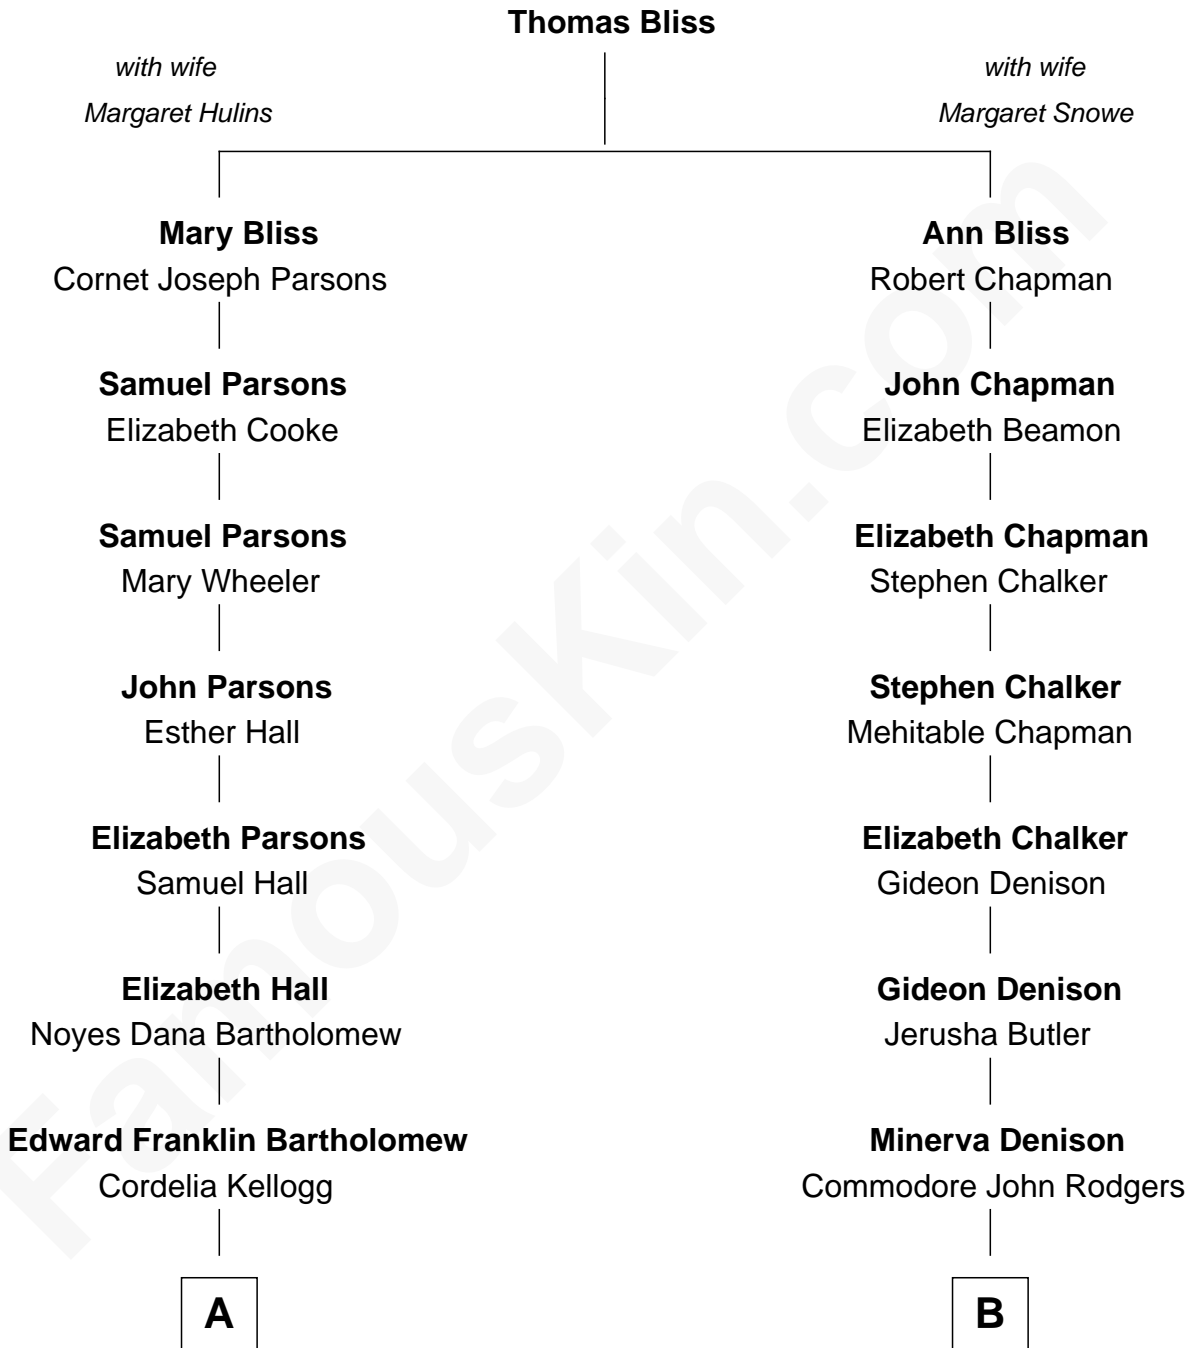 Thomas Bliss
with wife
Margaret Hulins
with wife
Margaret Snowe
Mary Bliss
Cornet Joseph Parsons
Ann Bliss
Robert Chapman
Samuel Parsons
Elizabeth Cooke
John Chapman
Elizabeth Beamon
Samuel Parsons
Mary Wheeler
Elizabeth Chapman
Stephen Chalker
John Parsons
Esther Hall
Stephen Chalker
Mehitable Chapman
Elizabeth Parsons
Samuel Hall
Elizabeth Chalker
Gideon Denison
Elizabeth Hall
Noyes Dana Bartholomew
Gideon Denison
Jerusha Butler
Edward Franklin Bartholomew
Cordelia Kellogg
Minerva Denison
Commodore John Rodgers
A
B
FamousKin.com